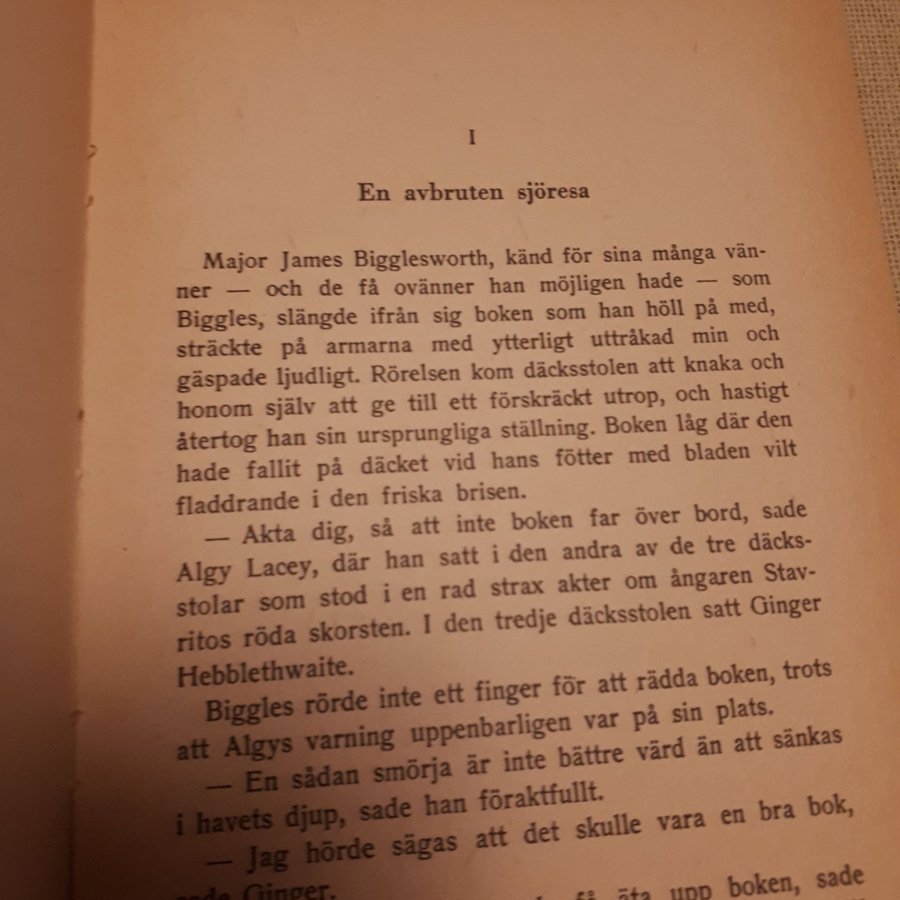 I
En avbruten sjöresa
Major James Bigglesworth, känd för sina många vän-
ner — och de få ovänner han möjligen hade — som
Biggles, slängde ifrån sig boken som han höll på med,
sträckte på armarna med ytterligt uttråkad min och
gäspade ljudligt. Rörelsen kom däcksstolen att knaka och
honom själv att ge till ett förskräckt utrop, och hastigt
återtog han sin ursprungliga ställning. Boken låg där den
hade fallit på däcket vid hans fötter med bladen vilt
fladdrande i den friska brisen.
— Akta dig, så att inte boken far över bord, sade
Algy Lacey, där han satt i den andra av de tre däcks-
stolar som stod i en rad strax akter om ångaren Stav-
ritos röda skorsten. I den tredje däcksstolen satt Ginger
Hebblethwaite.
Biggles rörde inte ett finger för att rädda boken, trots
att Algys varning uppenbarligen var på sin plats.
— En sådan smörja är inte bättre värd än att sänkas
i havets djup, sade han föraktfullt.
— Jag hörde sägas att det skulle vara en bra bok,
sade Ginger.
få äta upp boken, sade